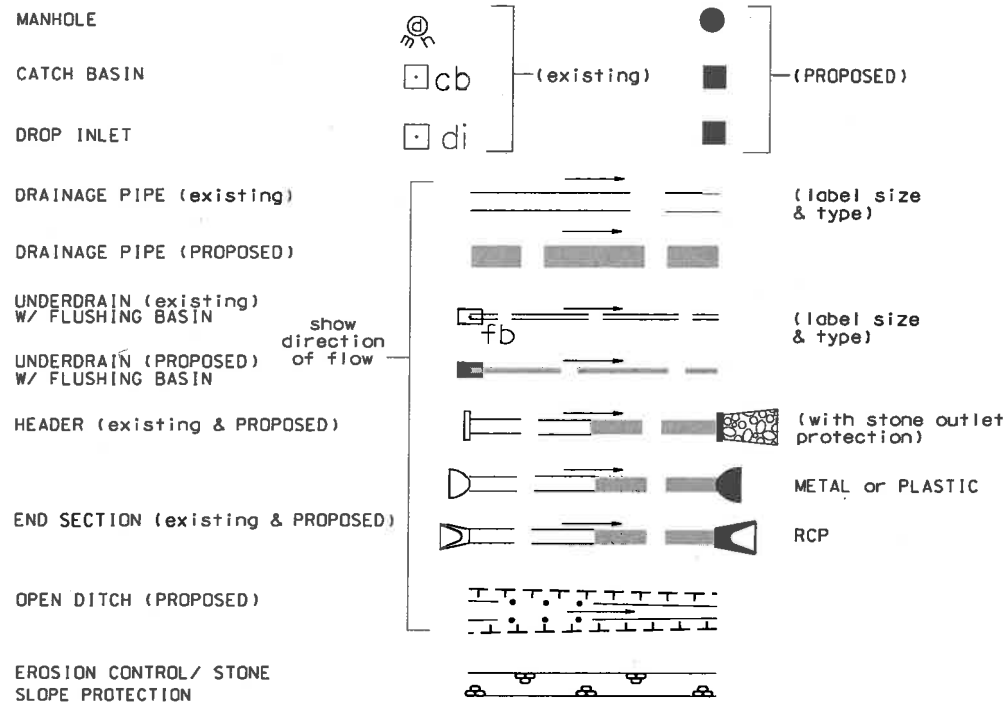 MANHOLE
d
mh
CATCH BASIN
cb
(existing)
(PROPOSED)
DROP INLET
di
DRAINAGE PIPE (existing)
(label size
& type)
DRAINAGE PIPE (PROPOSED)
UNDERDRAIN (existing)
W/ FLUSHING BASIN
fb
(label size
& type)
show
direction
of flow
UNDERDRAIN (PROPOSED)
W/ FLUSHING BASIN
HEADER (existing & PROPOSED)
(with stone outlet
protection)
METAL or PLASTIC
END SECTION (existing & PROPOSED)
RCP
OPEN DITCH (PROPOSED)
EROSION CONTROL/ STONE
SLOPE PROTECTION